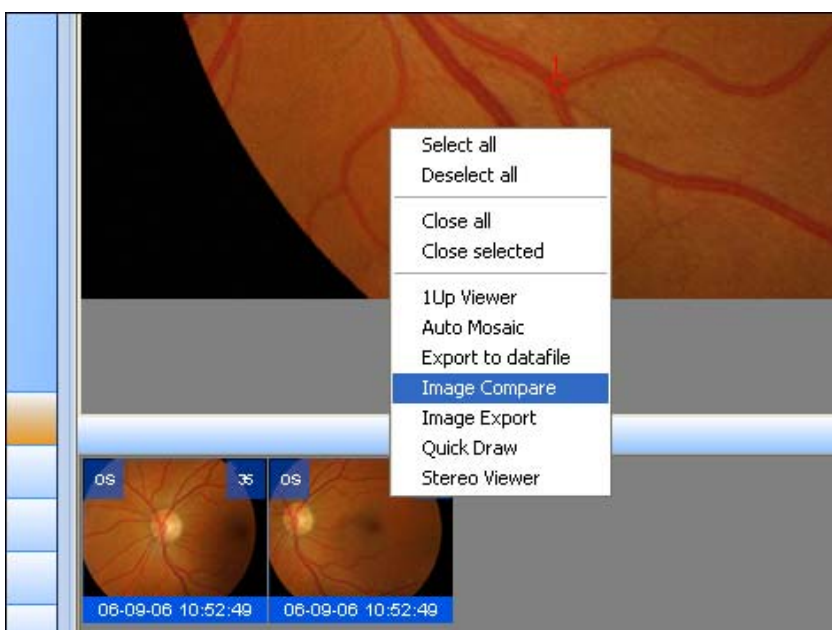 Select all
Deselect all
Close all
Close selected
1Up Viewer
Auto Mosaic
Export to datafile
Image Compare
Image Export
Quick Draw
Stereo Viewer
OS 35 OS
06-09-06 10:52:49 06-09-06 10:52:49